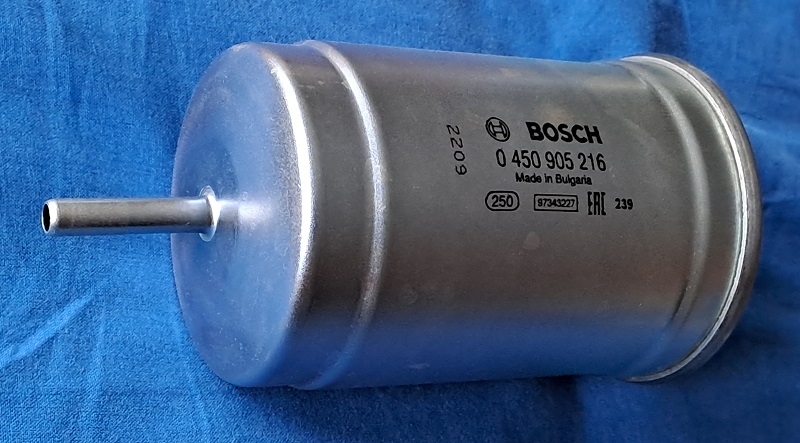 BOSCH
0 450 905 216
Made in Bulgaria
250 97343227 EAC 239
2209